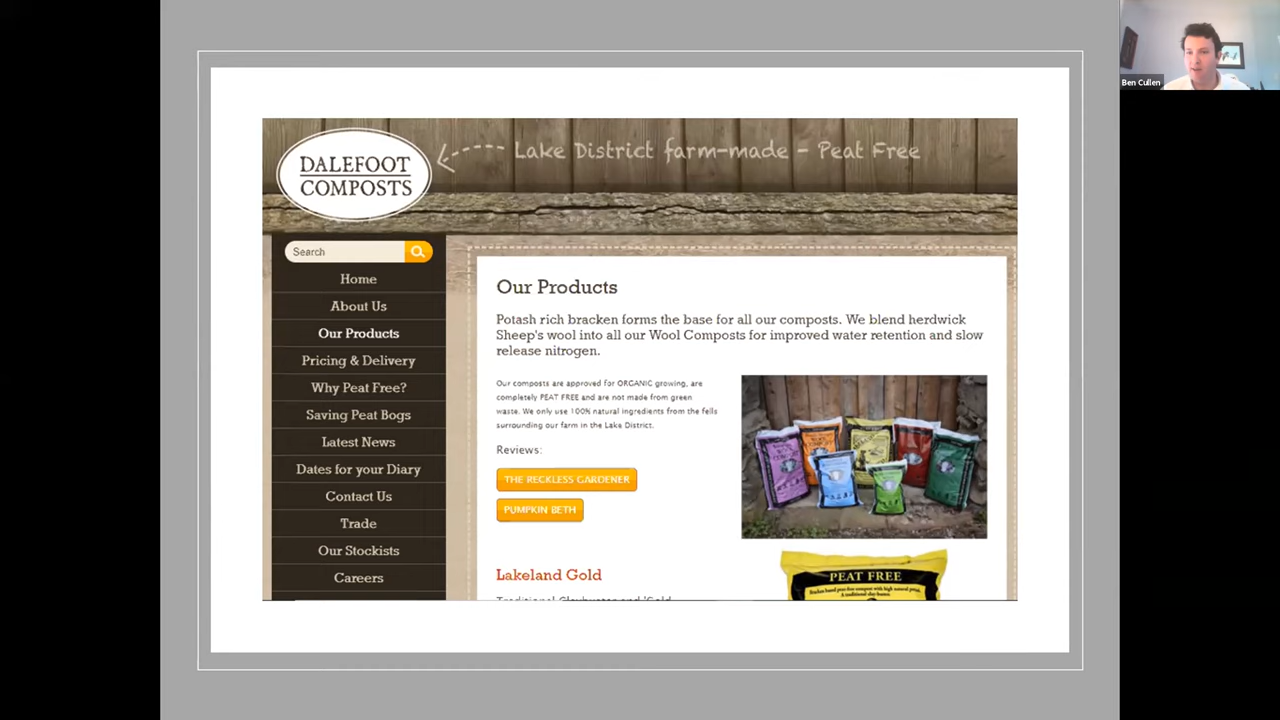 Ben Cullen
DALEFOOT
COMPOSTS
Lake District farm-made - Peat Free
Search
Home
About Us
Our Products
Pricing & Delivery
Why Peat Free?
Saving Peat Bogs
Latest News
Dates for your Diary
Contact Us
Trade
Our Stockists
Careers
Our Products
Potash rich bracken forms the base for all our composts. We blend herdwick
Sheep's wool into all our Wool Composts for improved water retention and slow
release nitrogen.
Our composts are approved for ORGANIC growing, are
completely PEAT FREE and are not made from green
waste. We only use 100% natural ingredients from the fells
surrounding our farm in the Lake District.
Reviews:
THE RECKLESS GARDENER
PUMPKIN BETH
Lakeland Gold
Traditional Claybuster and 'Gold
PEAT FREE